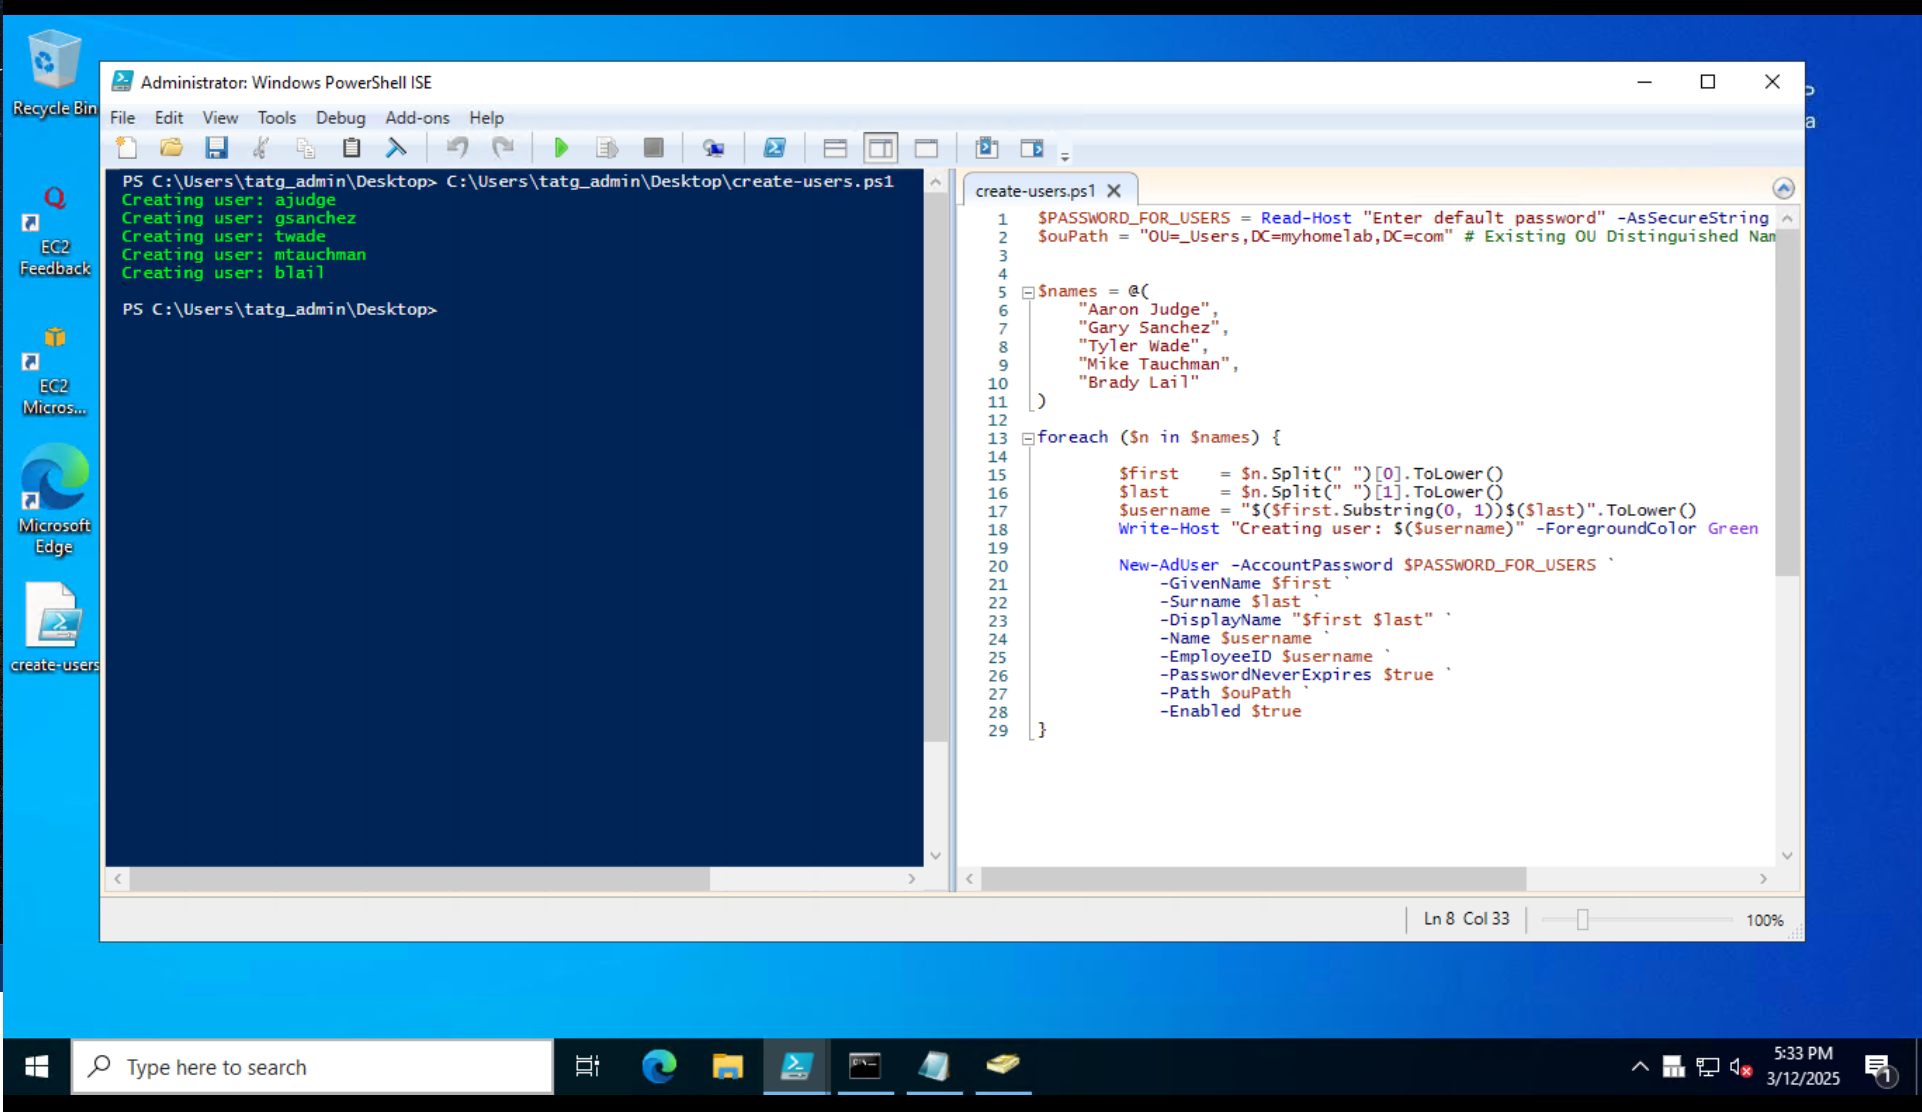 Recycle Bin
EC2
Feedback
EC2
Micros...
Microsoft
Edge
create-users
Administrator: Windows PowerShell ISE
File Edit View Tools Debug Add-ons Help
PS C:\Users\tatg_admin\Desktop> C:\Users\tatg_admin\Desktop\create-users.ps1
Creating user: ajudge
Creating user: gsanchez
Creating user: twade
Creating user: mtauchman
Creating user: blail
PS C:\Users\tatg_admin\Desktop>
create-users.ps1
1 $PASSWORD_FOR_USERS = Read-Host "Enter default password" -AsSecureString
2 $ouPath = "OU=_Users,DC=myhomelab,DC=com" # Existing OU Distinguished Nam
3
4
5 $names = @(
6 "Aaron Judge",
7 "Gary Sanchez",
8 "Tyler Wade",
9 "Mike Tauchman",
10 "Brady Lail"
11 )
12
13 foreach ($n in $names) {
14
15 $first = $n.Split(" ")[0].ToLower()
16 $last = $n.Split(" ")[1].ToLower()
17 $username = "$($first.Substring(0, 1))$($last)".ToLower()
18 Write-Host "Creating user: $($username)" -ForegroundColor Green
19
20 New-AdUser -AccountPassword $PASSWORD_FOR_USERS `
21 -GivenName $first `
22 -Surname $last `
23 -DisplayName "$first $last" `
24 -Name $username `
25 -EmployeeID $username `
26 -PasswordNeverExpires $true `
27 -Path $ouPath `
28 -Enabled $true
29 }
Ln 8 Col 33
100%
Type here to search
5:33 PM
3/12/2025
1